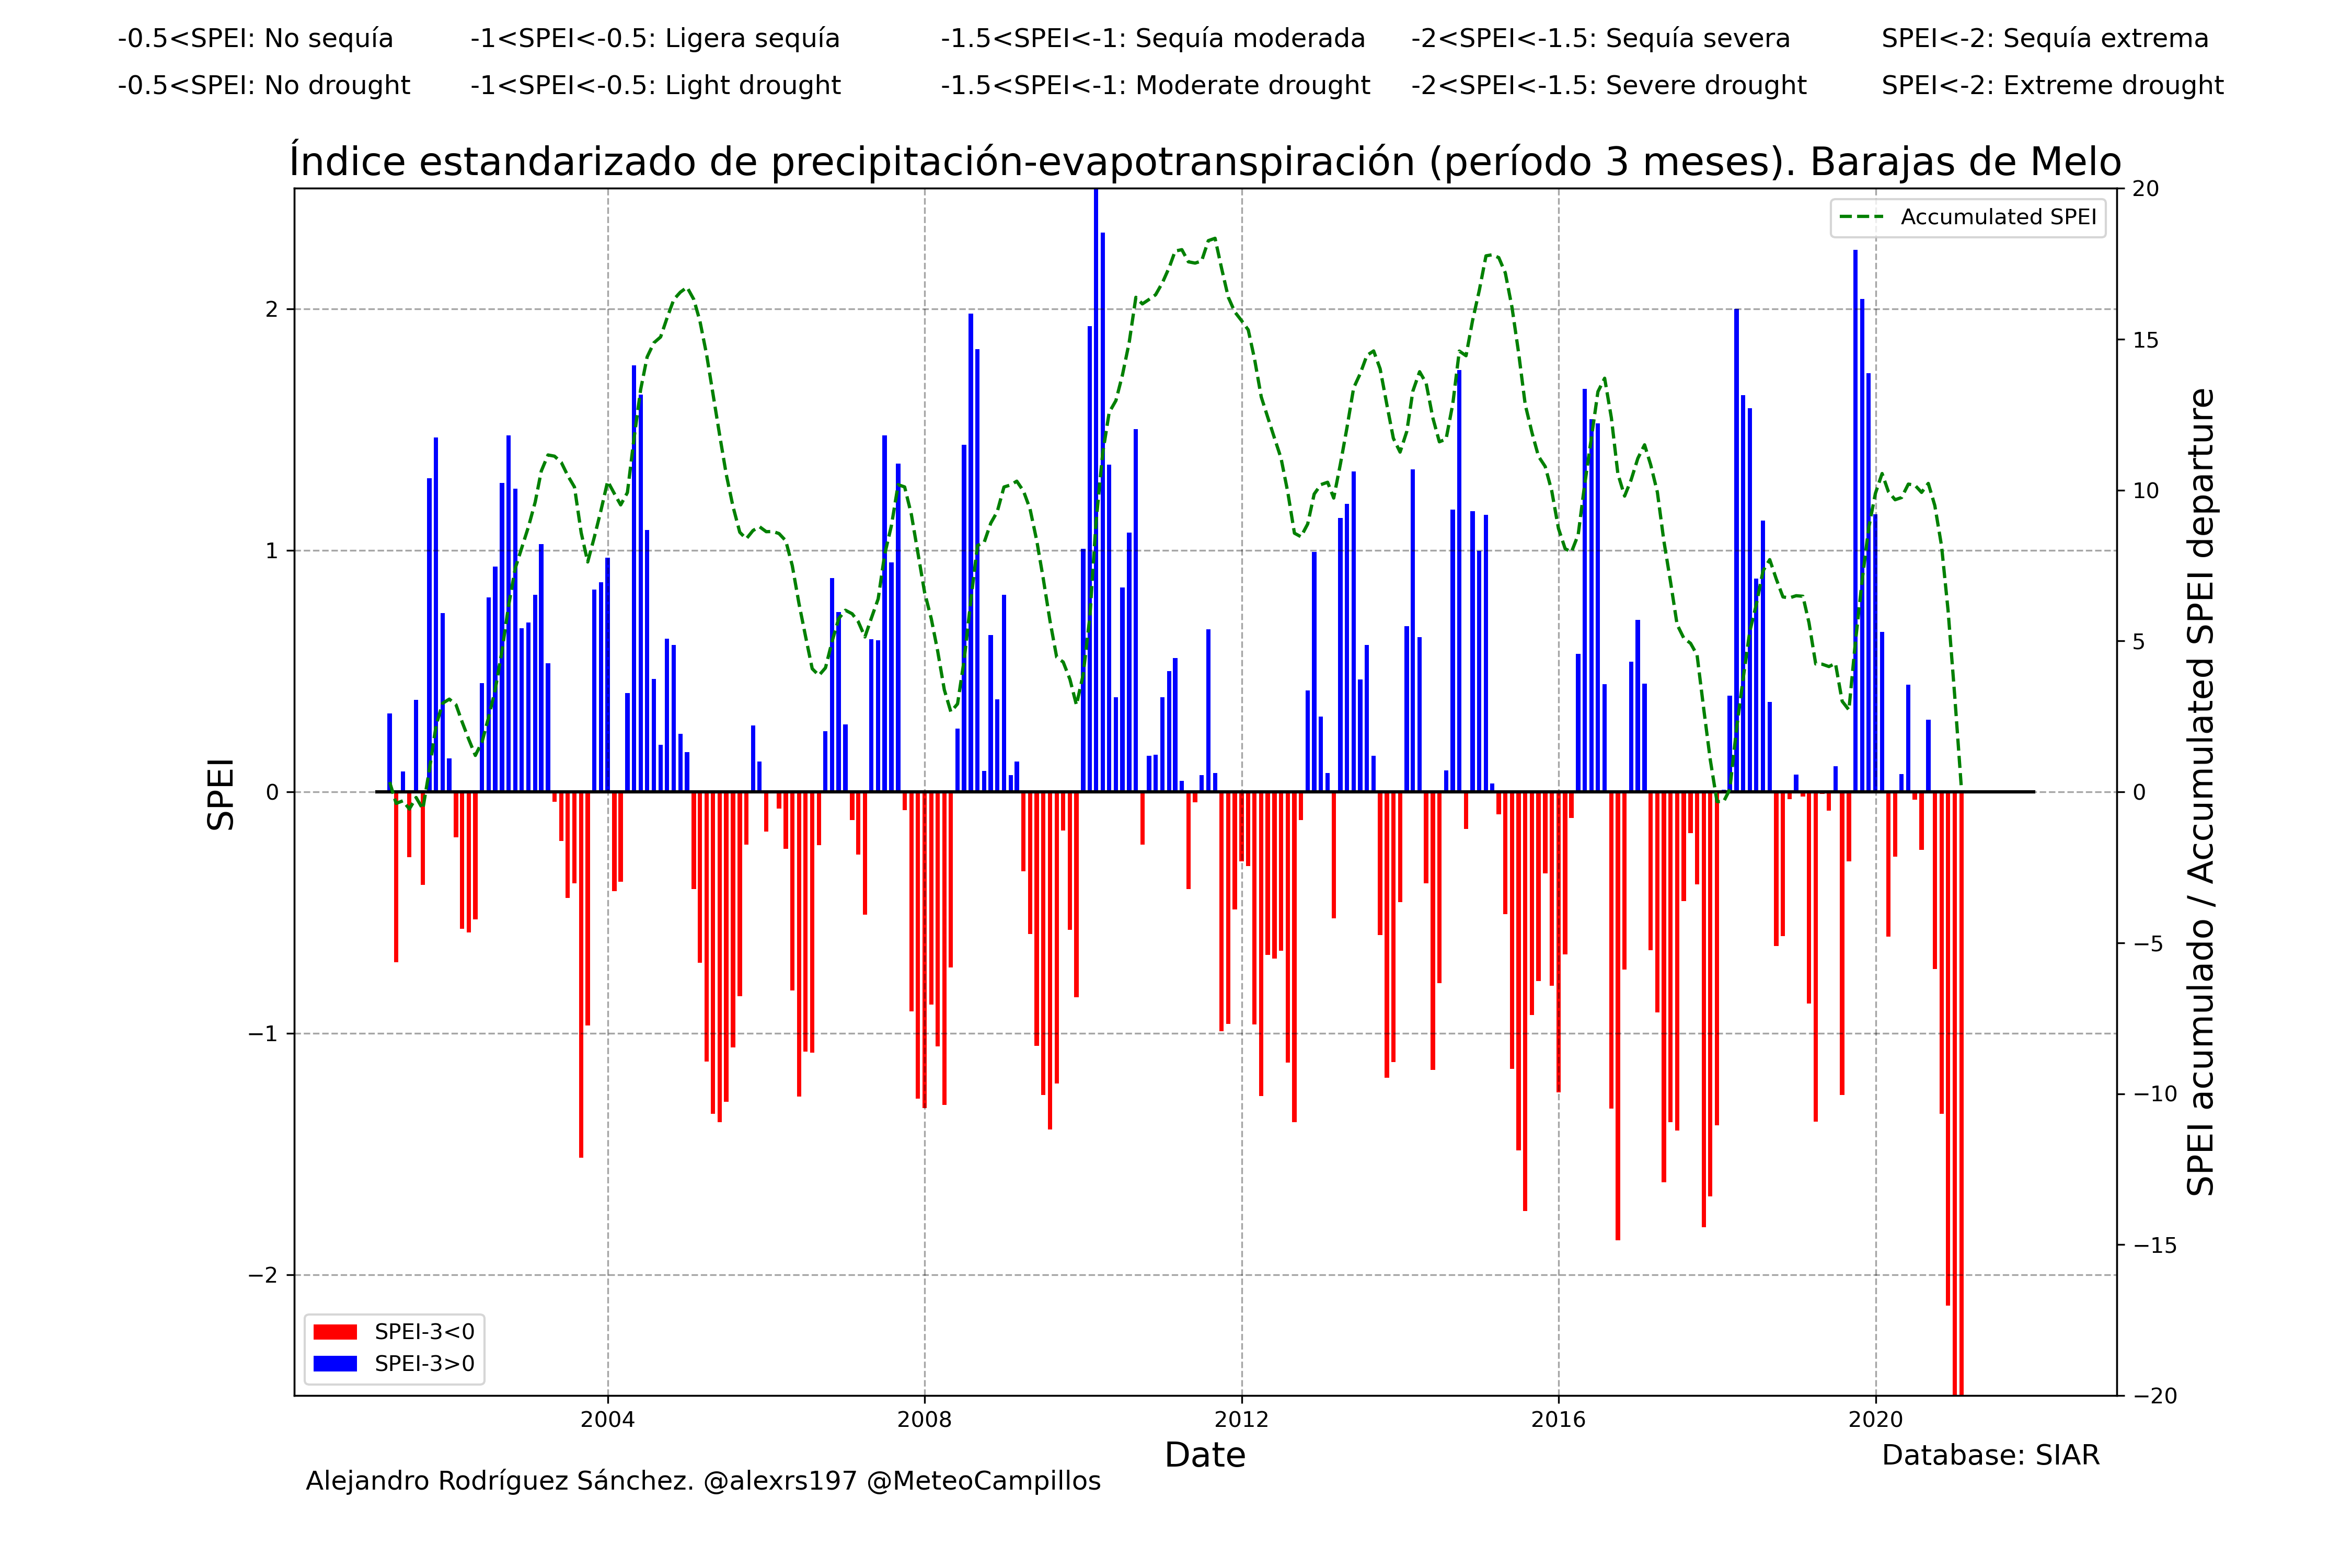 -0.5<SPEI: No sequía -1<SPEI<-0.5: Ligera sequía -1.5<SPEI<-1: Sequía moderada -2<SPEI<-1.5: Sequía severa SPEI<-2: Sequía extrema
-0.5<SPEI: No drought -1<SPEI<-0.5: Light drought -1.5<SPEI<-1: Moderate drought -2<SPEI<-1.5: Severe drought SPEI<-2: Extreme drought
Índice estandarizado de precipitación-evapotranspiración (período 3 meses). Barajas de Melo
Accumulated SPEI
SPEI
2
1
0
−1
−2
20
15
10
5
0
−5
−10
−15
−20
SPEI acumulado / Accumulated SPEI departure
SPEI-3<0
SPEI-3>0
2004 2008 2012 2016 2020
Date
Database: SIAR
Alejandro Rodríguez Sánchez. @alexrs197 @MeteoCampillos